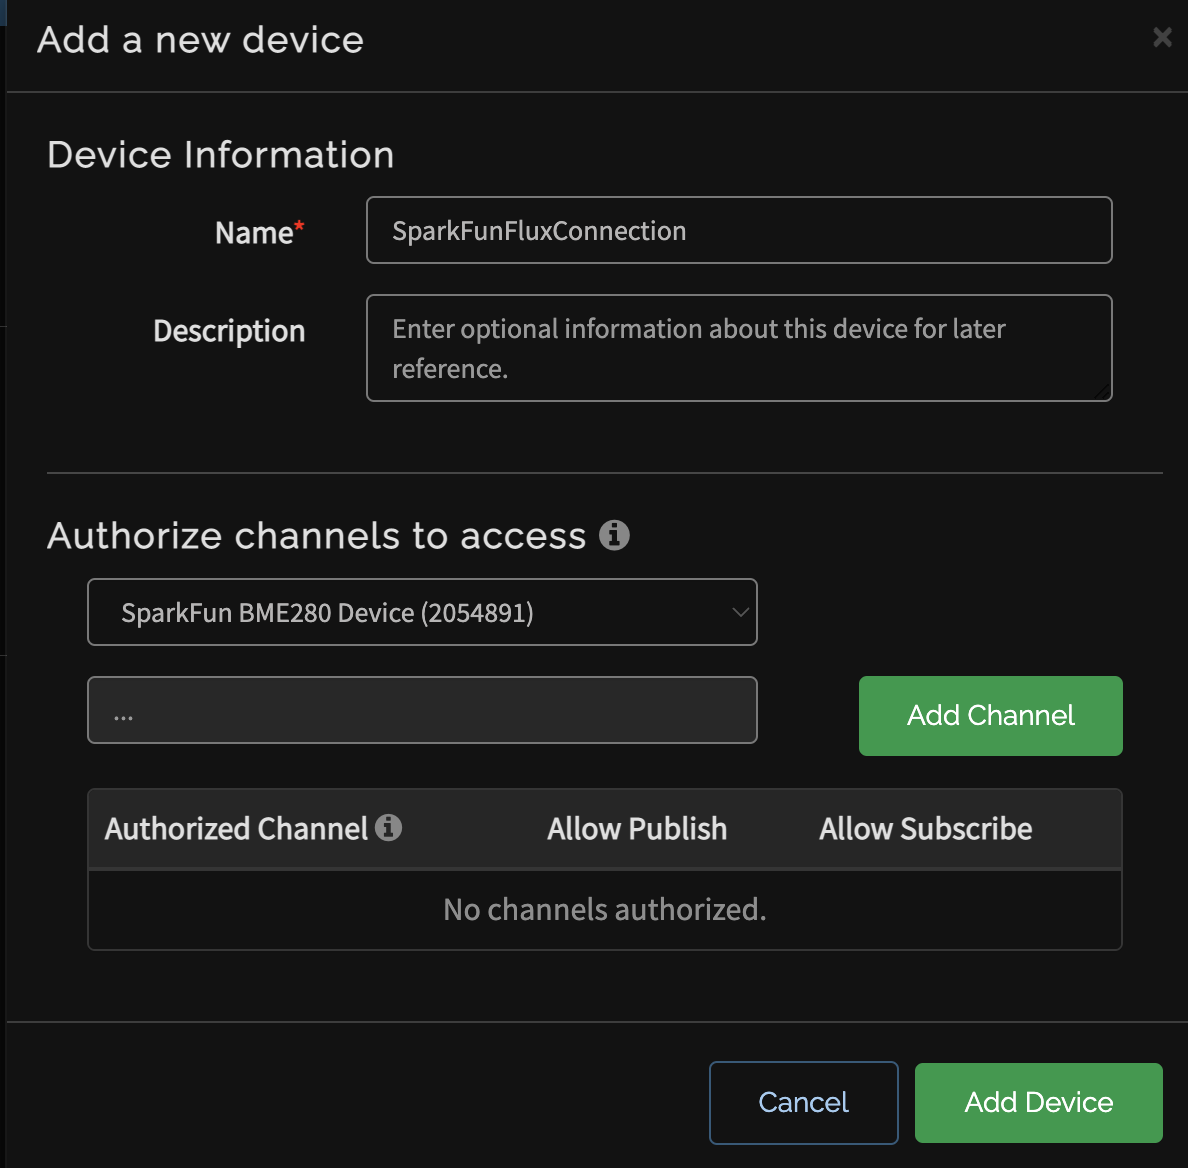 Add a new device
×
Device Information
Name*
SparkFunFluxConnection
Description
Enter optional information about this device for later
reference.
Authorize channels to access
SparkFun BME280 Device (2054891)
...
Add Channel
Authorized Channel Allow Publish Allow Subscribe
No channels authorized.
Cancel Add Device